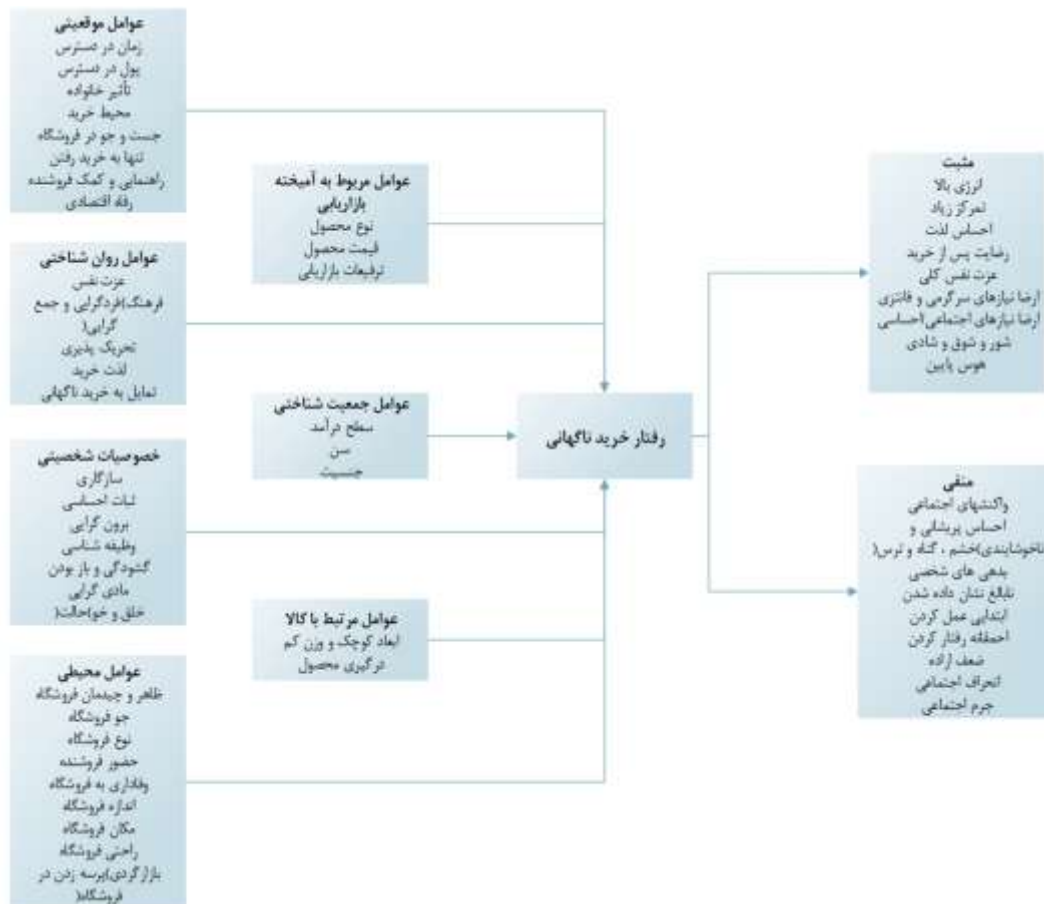 عوامل موقعیتی
زمان در دسترس
پول در دسترس
تأثیر خانواده
محیط خرید
جست و جو در فروشگاه
تنها به خرید رفتن
راهنمایی و کمک فروشنده
رفاه اقتصادی
عوامل روان شناختی
عزت نفس
فرهنگ)فردگرایی و جمع
گرایی(
تحریک پذیری
لذت خرید
تمایل به خرید ناگهانی
خصوصیات شخصیتی
سازگاری
ثبات احساسی
برون گرایی
وظیفه شناسی
گشودگی و باز بودن
مادی گرایی
خلق و خو)حالت(
عوامل محیطی
ظاهر و چیدمان فروشگاه
جو فروشگاه
نوع فروشگاه
حضور فروشنده
وفاداری به فروشگاه
اندازه فروشگاه
مکان فروشگاه
راحتی فروشگاه
بازارگردی)پرسه زدن در
فروشگاه(
عوامل مربوط به آمیخته
بازاریابی
نوع محصول
قیمت محصول
ترفیعات بازاریابی
عوامل جمعیت شناختی
سطح درآمد
سن
جنسیت
عوامل مرتبط با کالا
ابعاد کوچک و وزن کم
درگیری محصول
رفتار خرید ناگهانی
مثبت
انرژی بالا
تمرکز زیاد
احساس لذت
رضایت پس از خرید
عزت نفس کلی
ارضا نیازهای سرگرمی و فانتزی
ارضا نیازهای اجتماعی احساسی
شور و شوق و شادی
هوس پایین
منفی
واکنشهای اجتماعی
احساس پریشانی و
ناخوشایندی)خشم ، گناه و ترس(
بدهی های شخصی
نابالغ نشان داده شدن
ابتدایی عمل کردن
احمقانه رفتار کردن
ضعف اراده
انحراف اجتماعی
جرم اجتماعی